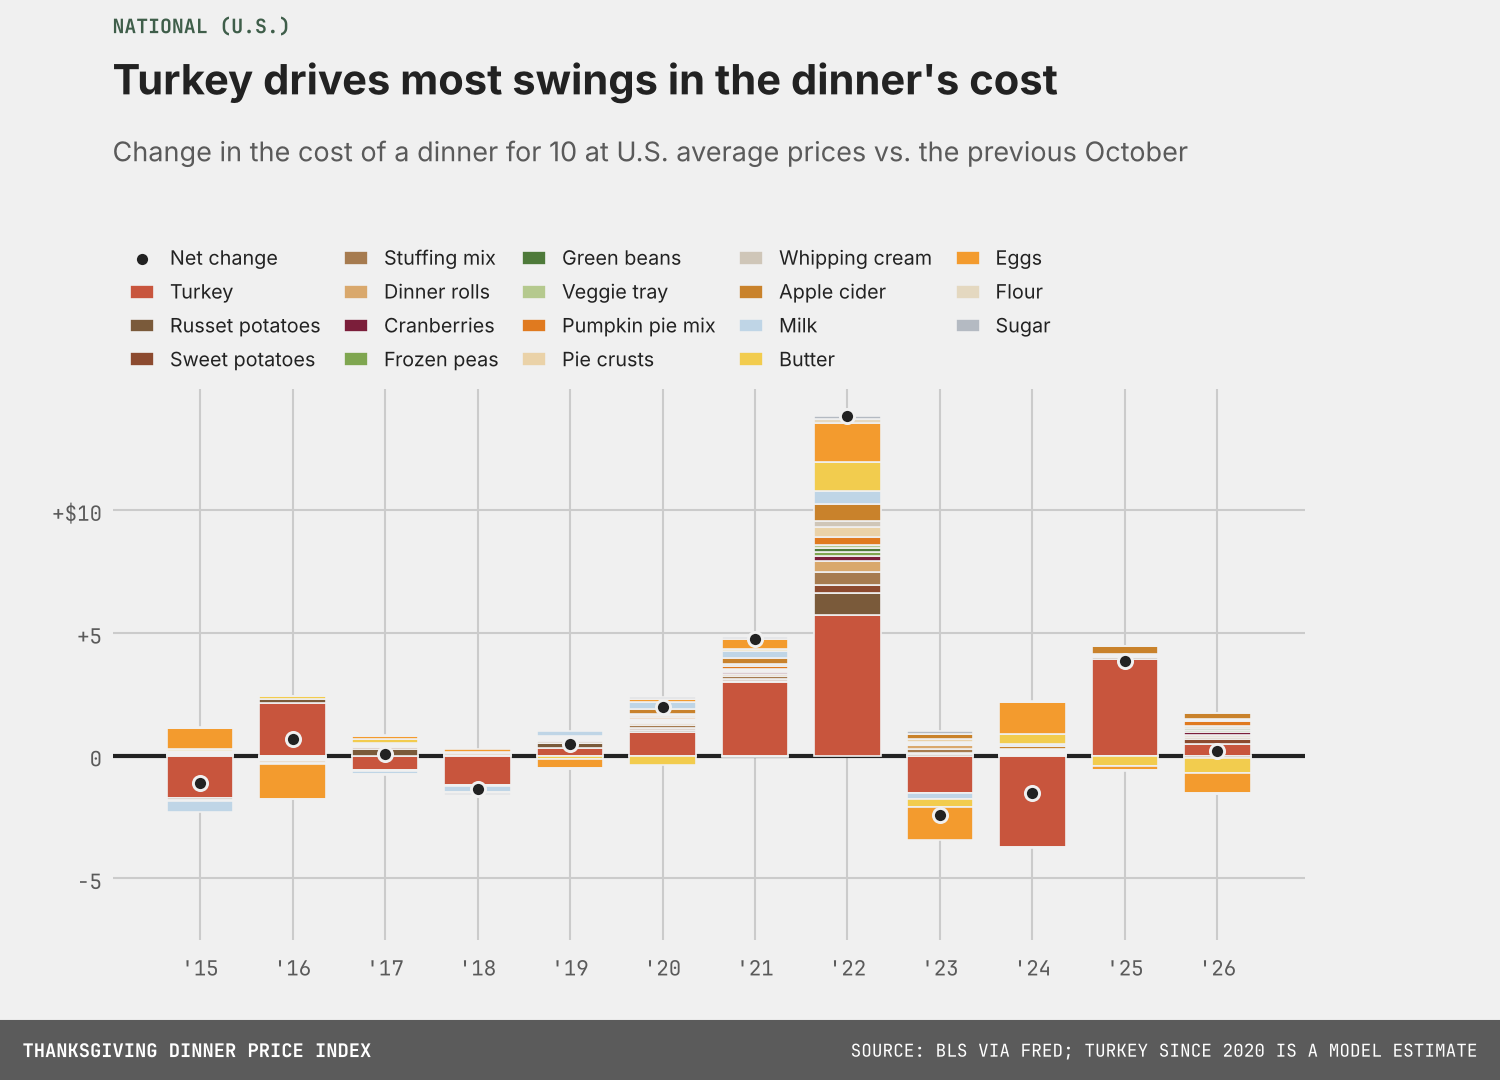 NATIONAL (U.S.)
Turkey drives most swings in the dinner's cost
Change in the cost of a dinner for 10 at U.S. average prices vs. the previous October
Net change
Turkey
Russet potatoes
Sweet potatoes
Stuffing mix
Dinner rolls
Cranberries
Frozen peas
Green beans
Veggie tray
Pumpkin pie mix
Pie crusts
Whipping cream
Apple cider
Milk
Butter
Eggs
Flour
Sugar
+$10
+5
0
-5
'15 '16 '17 '18 '19 '20 '21 '22 '23 '24 '25 '26
THANKSGIVING DINNER PRICE INDEX
SOURCE: BLS VIA FRED; TURKEY SINCE 2020 IS A MODEL ESTIMATE